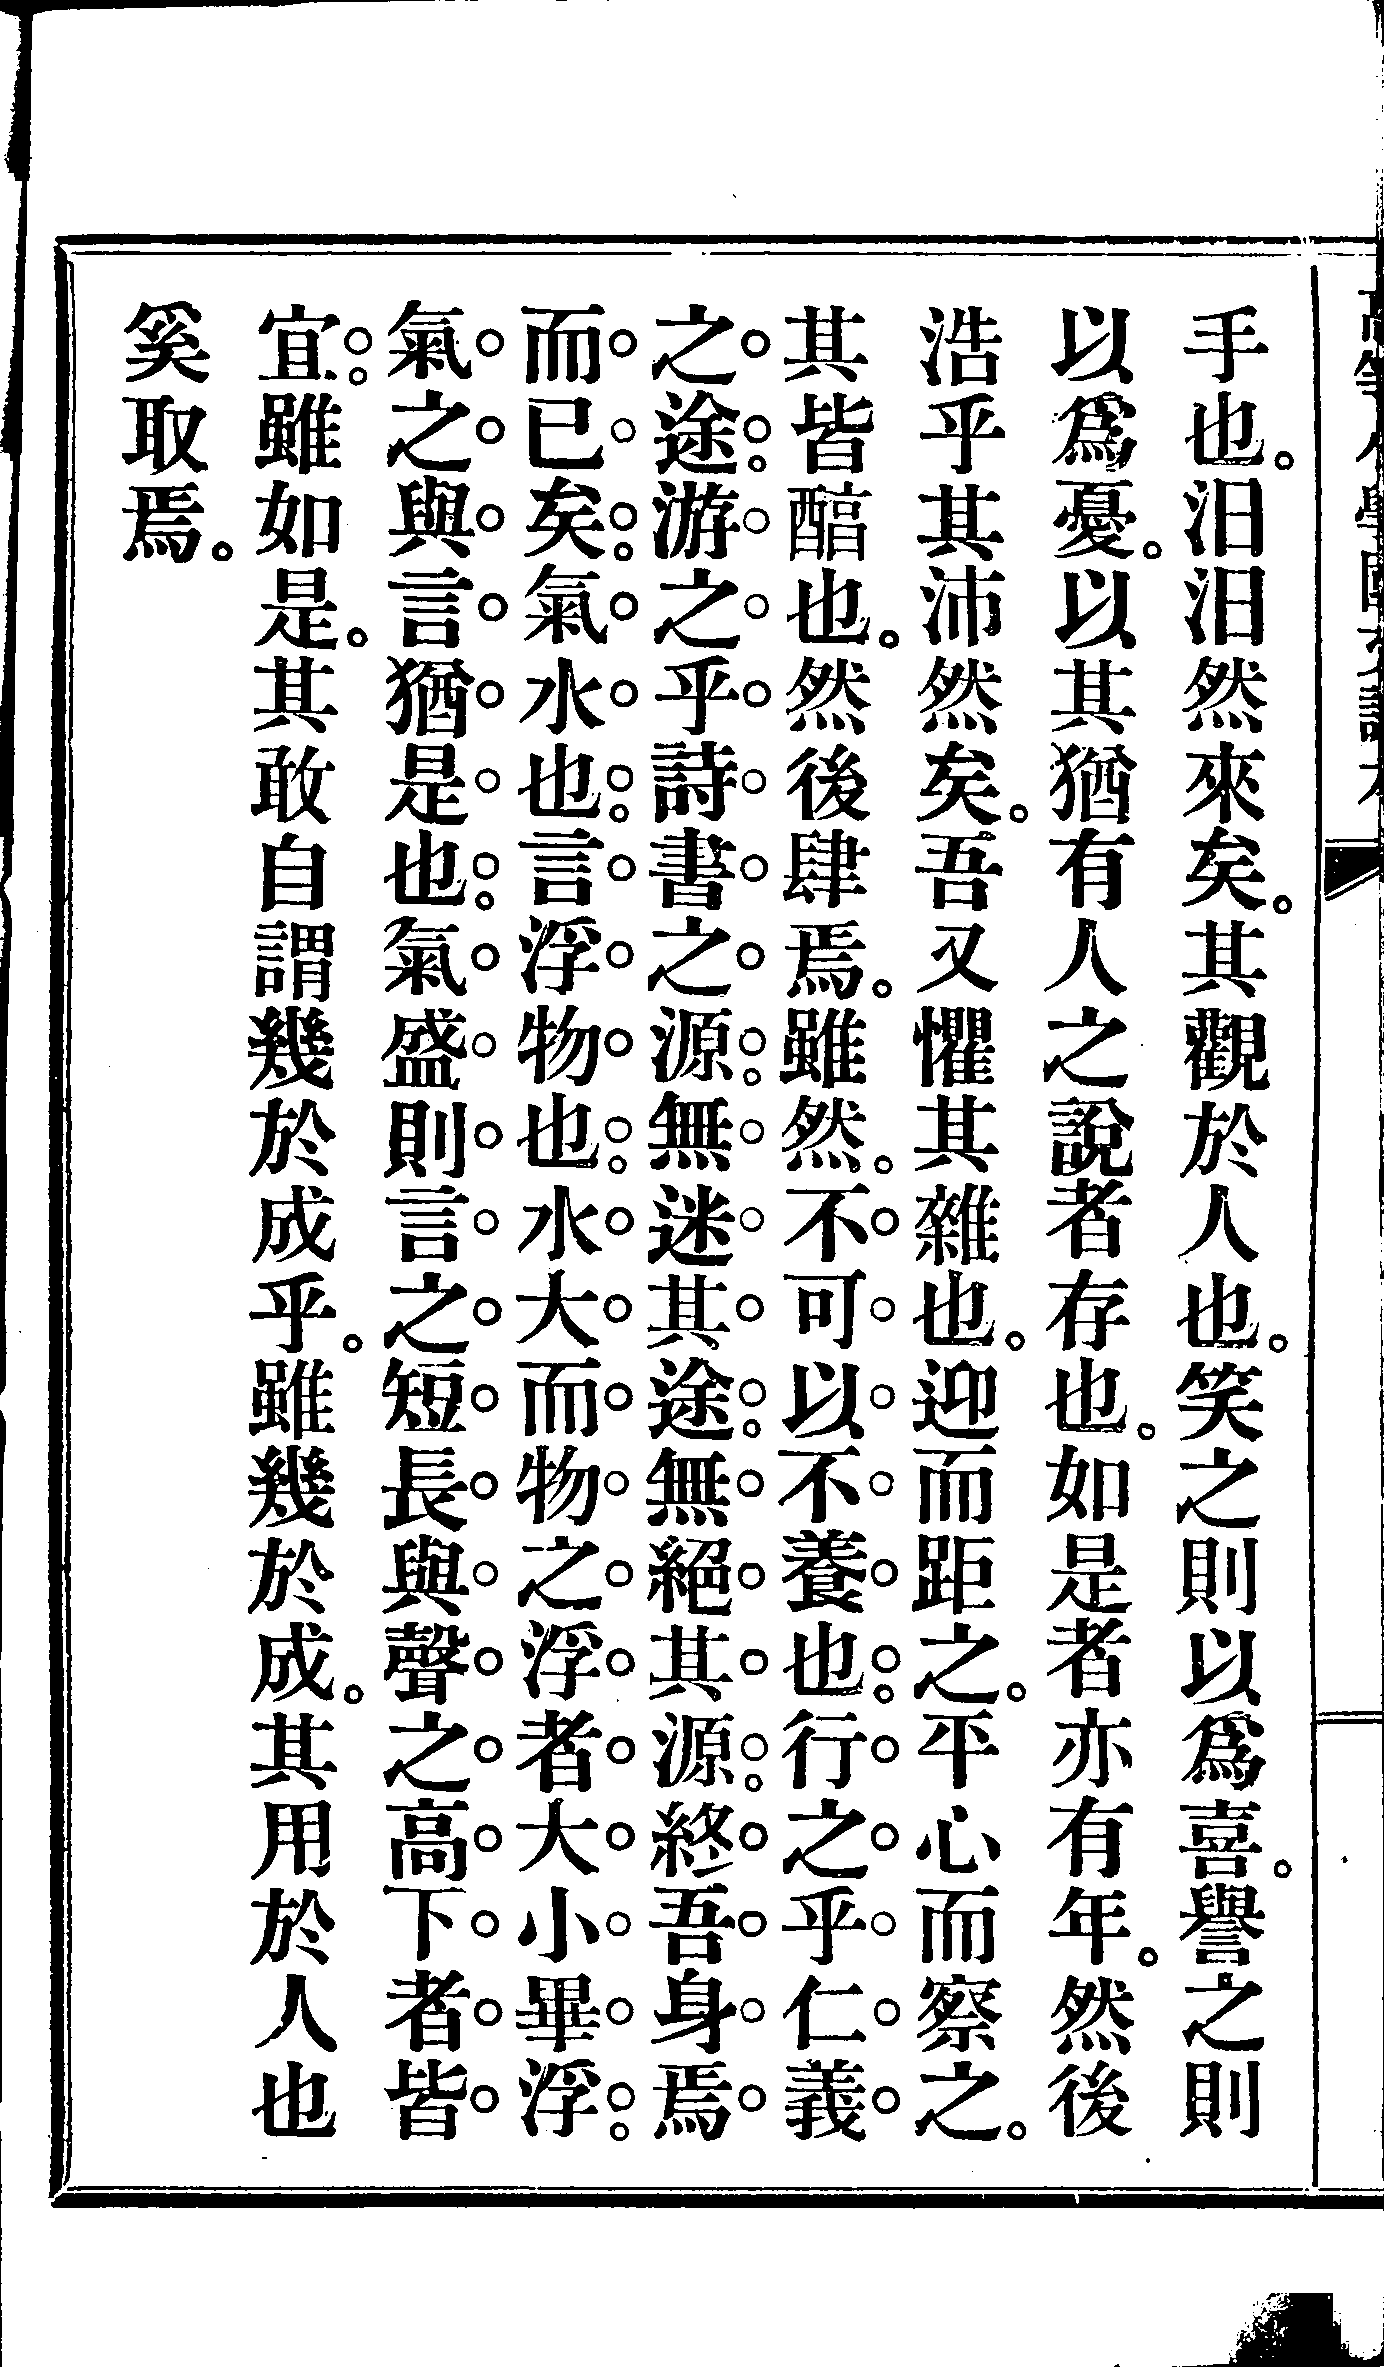 高等小學國文讀本
手也。汨汨然來矣。其觀於人也。笑之則以爲喜。譽之則
以爲憂。以其猶有人之說者存也。如是者亦有年。然後
浩乎其沛然矣。吾又懼其雜也。迎而距之。平心而察之。
其皆醕也。然後肆焉。雖然。不可以不養也。行之乎仁義
之途。游之乎詩書之源。無迷其途。無絕其源。終吾身焉
而已矣。氣水也。言浮物也。水大而物之浮者大小畢浮。
氣之與言猶是也。氣盛則言之短長與聲之高下者皆
宜。雖如是。其敢自謂幾於成乎。雖幾於成。其用於人也
奚取焉。